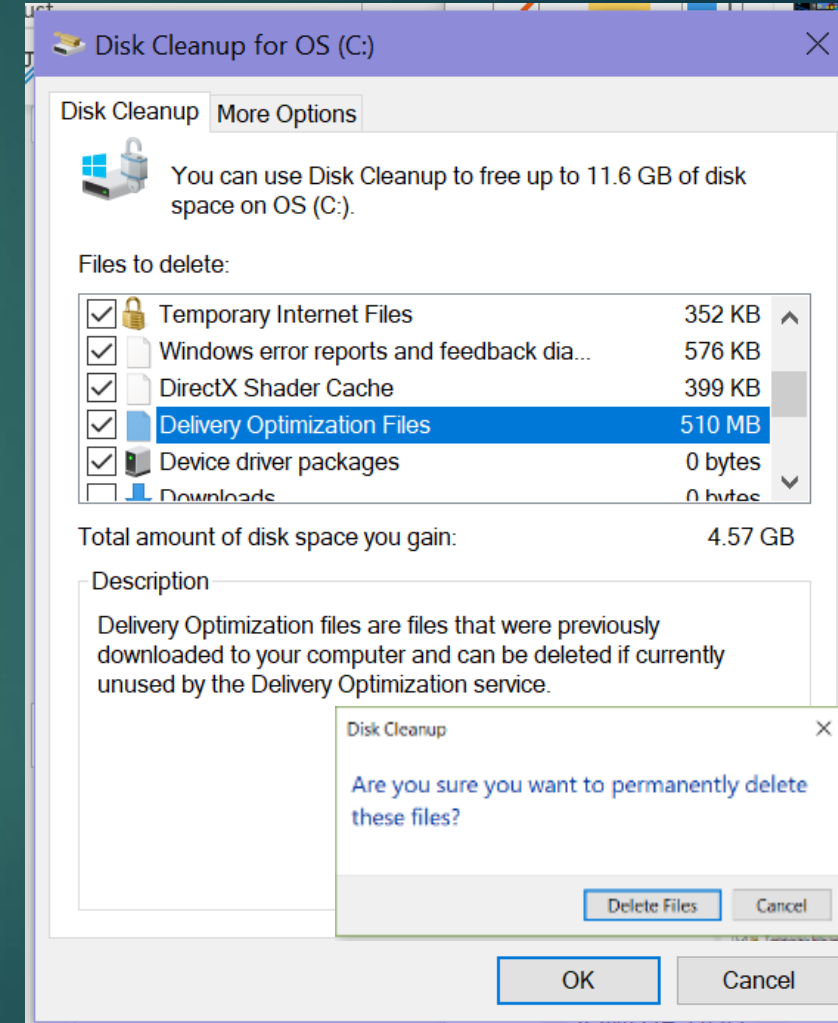 Disk Cleanup for OS (C:)
Disk Cleanup
More Options
You can use Disk Cleanup to free up to 11.6 GB of disk
space on OS (C:).
Files to delete:
Temporary Internet Files 352 KB
Windows error reports and feedback dia... 576 KB
DirectX Shader Cache 399 KB
Delivery Optimization Files 510 MB
Device driver packages 0 bytes
Downloads 0 bytes
Total amount of disk space you gain: 4.57 GB
Description
Delivery Optimization files are files that were previously
downloaded to your computer and can be deleted if currently
unused by the Delivery Optimization service.
Disk Cleanup
Are you sure you want to permanently delete
these files?
Delete Files Cancel
OK Cancel